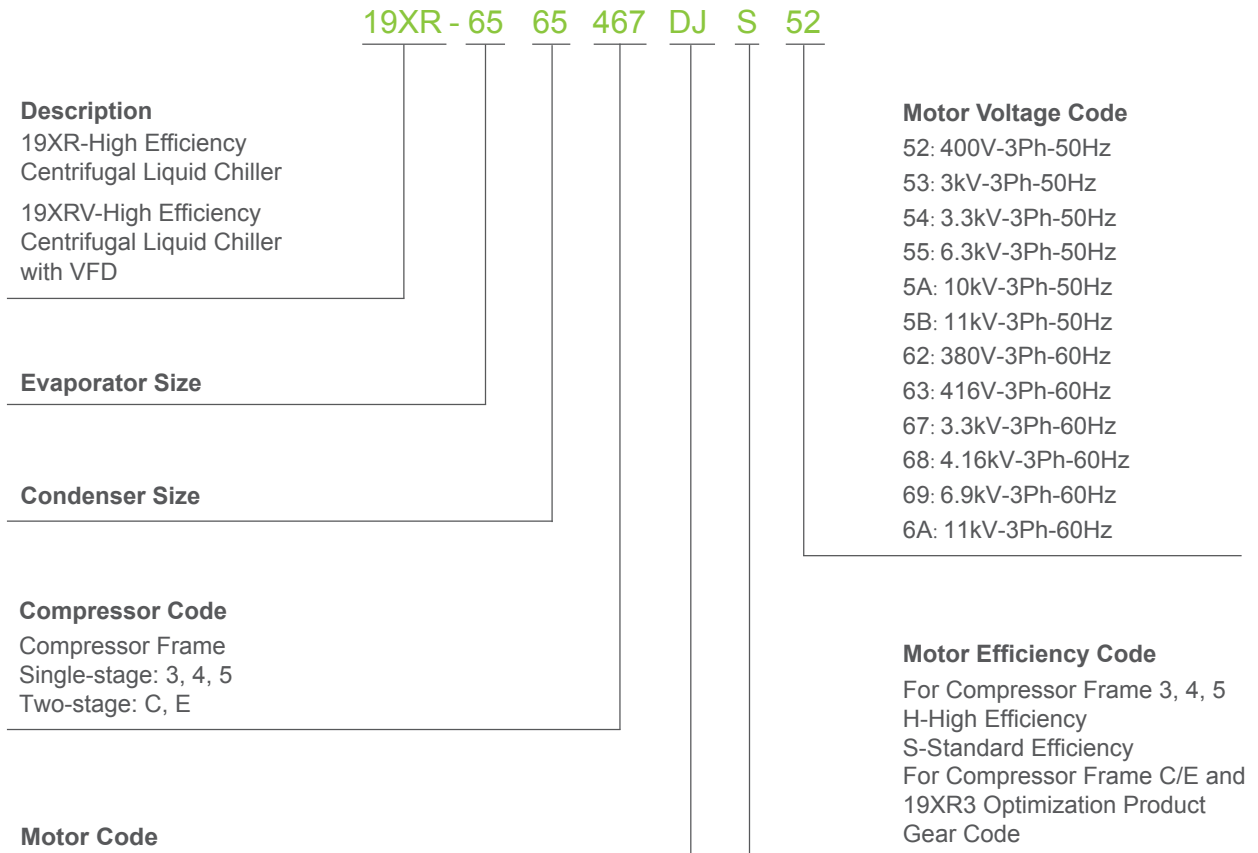 19XR - 65 65 467 DJ S 52
Description
19XR-High Efficiency
Centrifugal Liquid Chiller
19XRV-High Efficiency
Centrifugal Liquid Chiller
with VFD
Evaporator Size
Condenser Size
Compressor Code
Compressor Frame
Single-stage: 3, 4, 5
Two-stage: C, E
Motor Code
Motor Voltage Code
52: 400V-3Ph-50Hz
53: 3kV-3Ph-50Hz
54: 3.3kV-3Ph-50Hz
55: 6.3kV-3Ph-50Hz
5A: 10kV-3Ph-50Hz
5B: 11kV-3Ph-50Hz
62: 380V-3Ph-60Hz
63: 416V-3Ph-60Hz
67: 3.3kV-3Ph-60Hz
68: 4.16kV-3Ph-60Hz
69: 6.9kV-3Ph-60Hz
6A: 11kV-3Ph-60Hz
Motor Efficiency Code
For Compressor Frame 3, 4, 5
H-High Efficiency
S-Standard Efficiency
For Compressor Frame C/E and
19XR3 Optimization Product
Gear Code